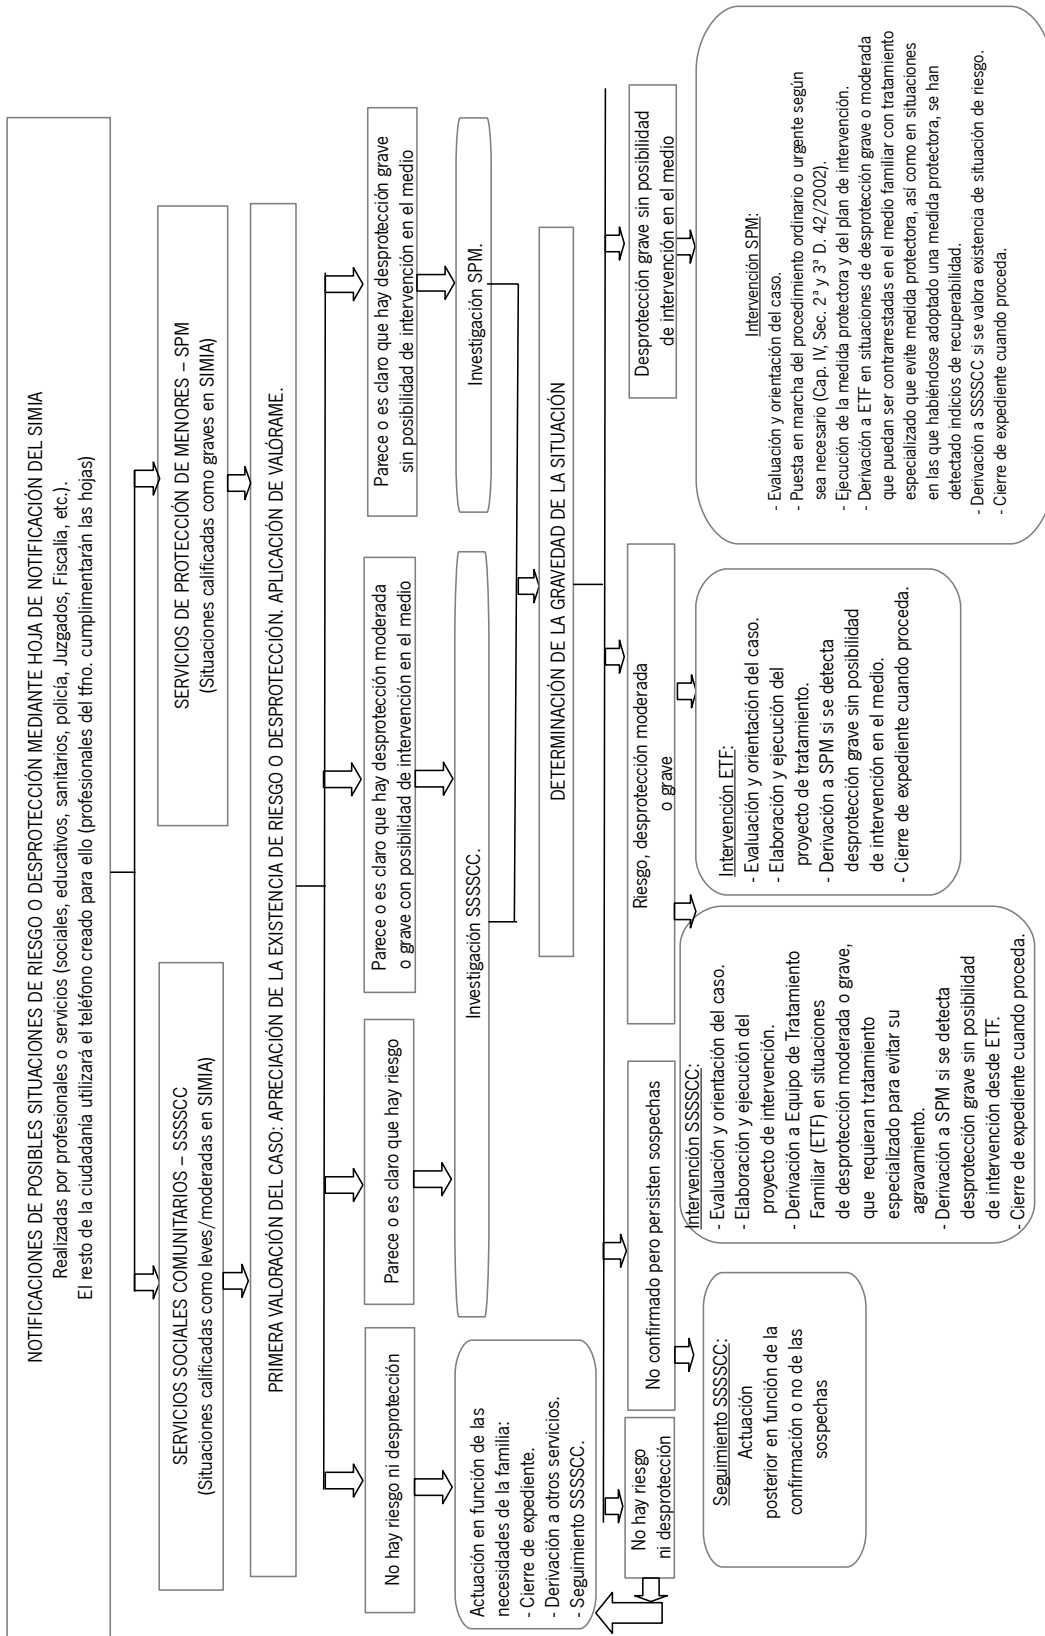 NOTIFICACIONES DE POSIBLES SITUACIONES DE RIESGO O DESPROTECCIÓN MEDIANTE HOJA DE NOTIFICACIÓN DEL SIMIA
Realizadas por profesionales o servicios (sociales, educativos, sanitarios, policía, Juzgados, Fiscalía, etc.).
El resto de la ciudadanía utilizará el teléfono creado para ello (profesionales del tfno. cumplimentarán las hojas)
SERVICIOS SOCIALES COMUNITARIOS – SSSSCC
(Situaciones calificadas como leves/moderadas en SIMIA)
SERVICIOS DE PROTECCIÓN DE MENORES – SPM
(Situaciones calificadas como graves en SIMIA)
PRIMERA VALORACIÓN DEL CASO: APRECIACIÓN DE LA EXISTENCIA DE RIESGO O DESPROTECCIÓN. APLICACIÓN DE VALÓRAME.
No hay riesgo ni desprotección
Parece o es claro que hay riesgo
Parece o es claro que hay desprotección moderada
o grave con posibilidad de intervención en el medio
Parece o es claro que hay desprotección grave
sin posibilidad de intervención en el medio
Actuación en función de las
necesidades de la familia:
- Cierre de expediente.
- Derivación a otros servicios.
- Seguimiento SSSSCC.
Investigación SSSSCC.
Investigación SPM.
DETERMINACIÓN DE LA GRAVEDAD DE LA SITUACIÓN
No hay riesgo
ni desprotección
No confirmado pero persisten sospechas
Riesgo, desprotección moderada
o grave
Desprotección grave sin posibilidad
de intervención en el medio
Seguimiento SSSSCC:
Actuación
posterior en función de la
confirmación o no de las
sospechas
Intervención SSSSCC:
- Evaluación y orientación del caso.
- Elaboración y ejecución del
proyecto de intervención.
- Derivación a Equipo de Tratamiento
Familiar (ETF) en situaciones
de desprotección moderada o grave,
que requieran tratamiento
especializado para evitar su
agravamiento.
- Derivación a SPM si se detecta
desprotección grave sin posibilidad
de intervención desde ETF.
- Cierre de expediente cuando proceda.
Intervención ETF:
- Evaluación y orientación del caso.
- Elaboración y ejecución del
proyecto de tratamiento.
- Derivación a SPM si se detecta
desprotección grave sin posibilidad
de intervención en el medio.
- Cierre de expediente cuando proceda.
Intervención SPM:
- Evaluación y orientación del caso.
- Puesta en marcha del procedimiento ordinario o urgente según
sea necesario (Cap. IV, Sec. 2ª y 3ª D. 42/2002).
- Ejecución de la medida protectora y del plan de intervención.
- Derivación a ETF en situaciones de desprotección grave o moderada
que puedan ser contrarrestadas en el medio familiar con tratamiento
especializado que evite medida protectora, así como en situaciones
en las que habiéndose adoptado una medida protectora, se han
detectado indicios de recuperabilidad.
- Derivación a SSSSCC si se valora existencia de situación de riesgo.
- Cierre de expediente cuando proceda.